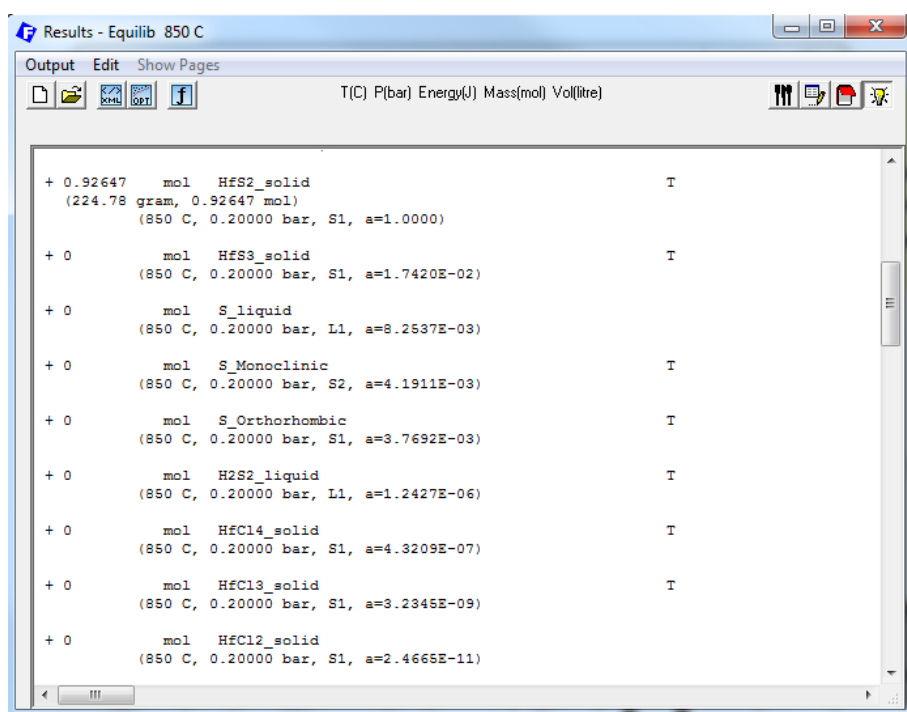 Results - Equilib 850 C
Output Edit Show Pages
T(C) P(bar) Energy(J) Mass(mol) Vol(litre)
+ 0.92647 mol HfS2_solid T
(224.78 gram, 0.92647 mol)
(850 C, 0.20000 bar, S1, a=1.0000)
+ 0 mol HfS3_solid T
(850 C, 0.20000 bar, S1, a=1.7420E-02)
+ 0 mol S_liquid
(850 C, 0.20000 bar, L1, a=8.2537E-03)
+ 0 mol S_Monoclinic T
(850 C, 0.20000 bar, S2, a=4.1911E-03)
+ 0 mol S_Orthorhombic T
(850 C, 0.20000 bar, S1, a=3.7692E-03)
+ 0 mol H2S2_liquid T
(850 C, 0.20000 bar, L1, a=1.2427E-06)
+ 0 mol HfCl4_solid T
(850 C, 0.20000 bar, S1, a=4.3209E-07)
+ 0 mol HfCl3_solid T
(850 C, 0.20000 bar, S1, a=3.2345E-09)
+ 0 mol HfCl2_solid
(850 C, 0.20000 bar, S1, a=2.4665E-11)